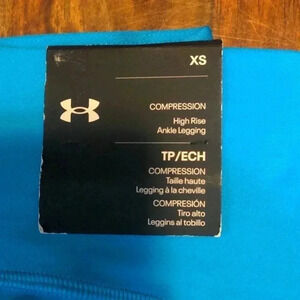 XS
COMPRESSION
High Rise
Ankle Legging
TP/ECH
COMPRESSION
Taille haute
Legging à la cheville
COMPRESIÓN
Tiro alto
Leggins al tobillo